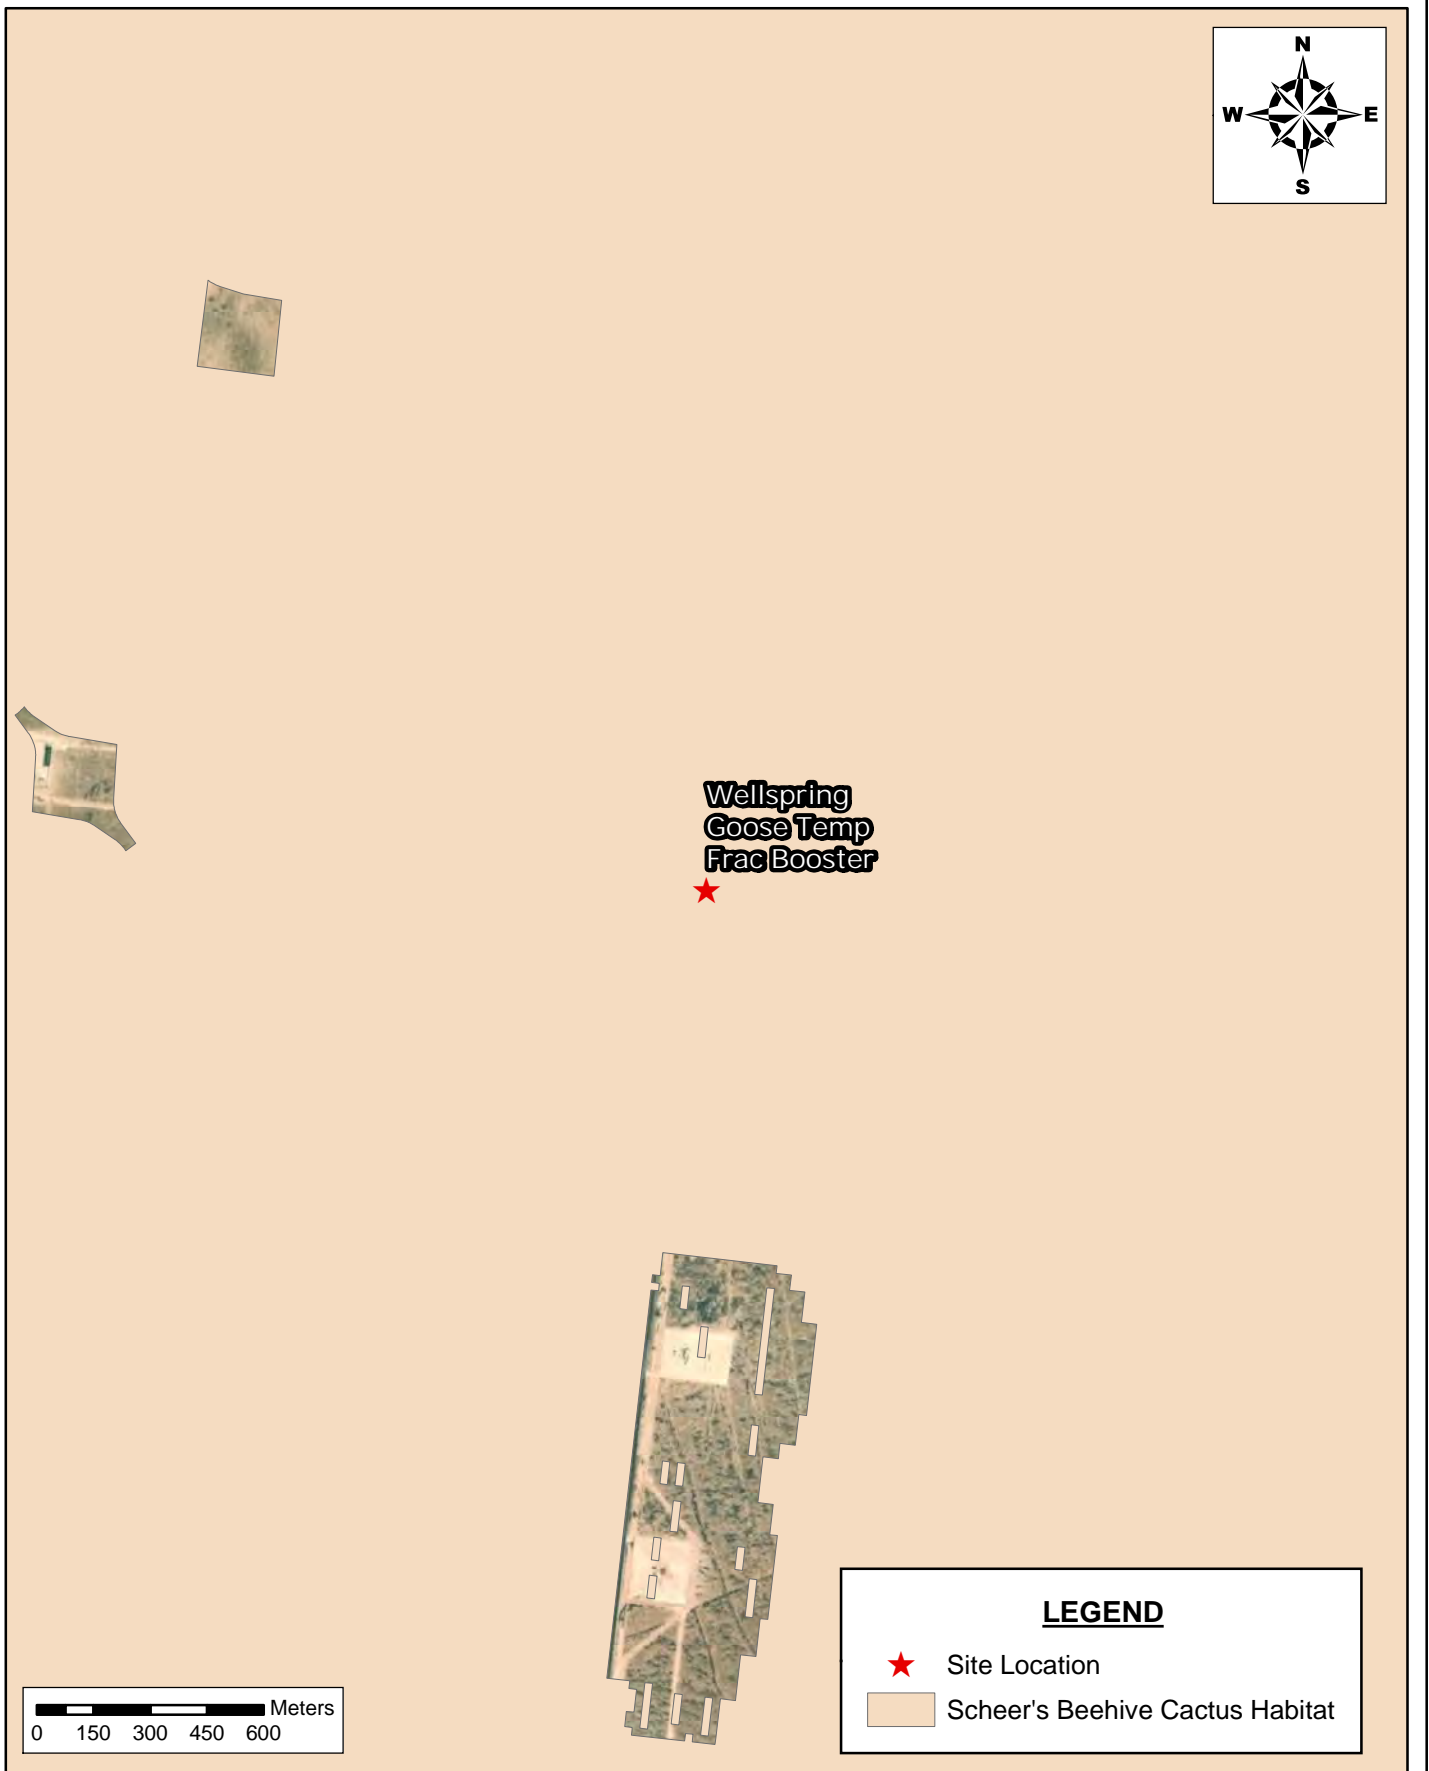 N
W E
S
Wellspring
Goose Temp
Frac Booster
LEGEND
Site Location
Scheer's Beehive Cactus Habitat
Meters
0 150 300 450 600